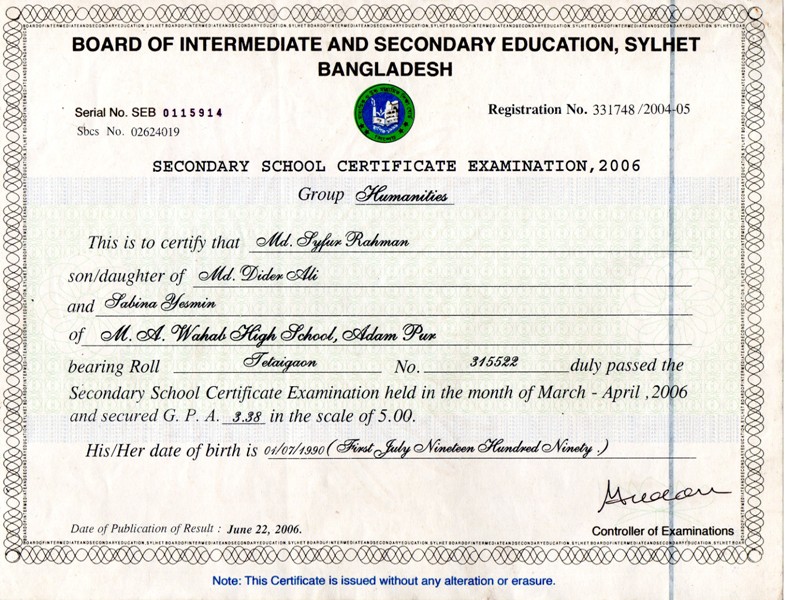 BOARD OF INTERMEDIATE AND SECONDARY EDUCATION, SYLHET
BANGLADESH
Serial No. SEB 0115914
Registration No. 331748/2004-05
Sbcs No. 02624019
SECONDARY SCHOOL CERTIFICATE EXAMINATION,2006
Group Humanities
This is to certify that Md. Syfur Rahman
son/daughter of Md. Dider Ali
and Sabina Yesmin
of M. A. Wahab High School, Adam Pur
bearing Roll Tetaigaon No. 315522 duly passed the
Secondary School Certificate Examination held in the month of March - April ,2006
and secured G. P. A. 3.38 in the scale of 5.00.
His/Her date of birth is 01/07/1990 ( First July Nineteen Hundred Ninety .)
Date of Publication of Result : June 22, 2006.
Controller of Examinations
Note: This Certificate is issued without any alteration or erasure.